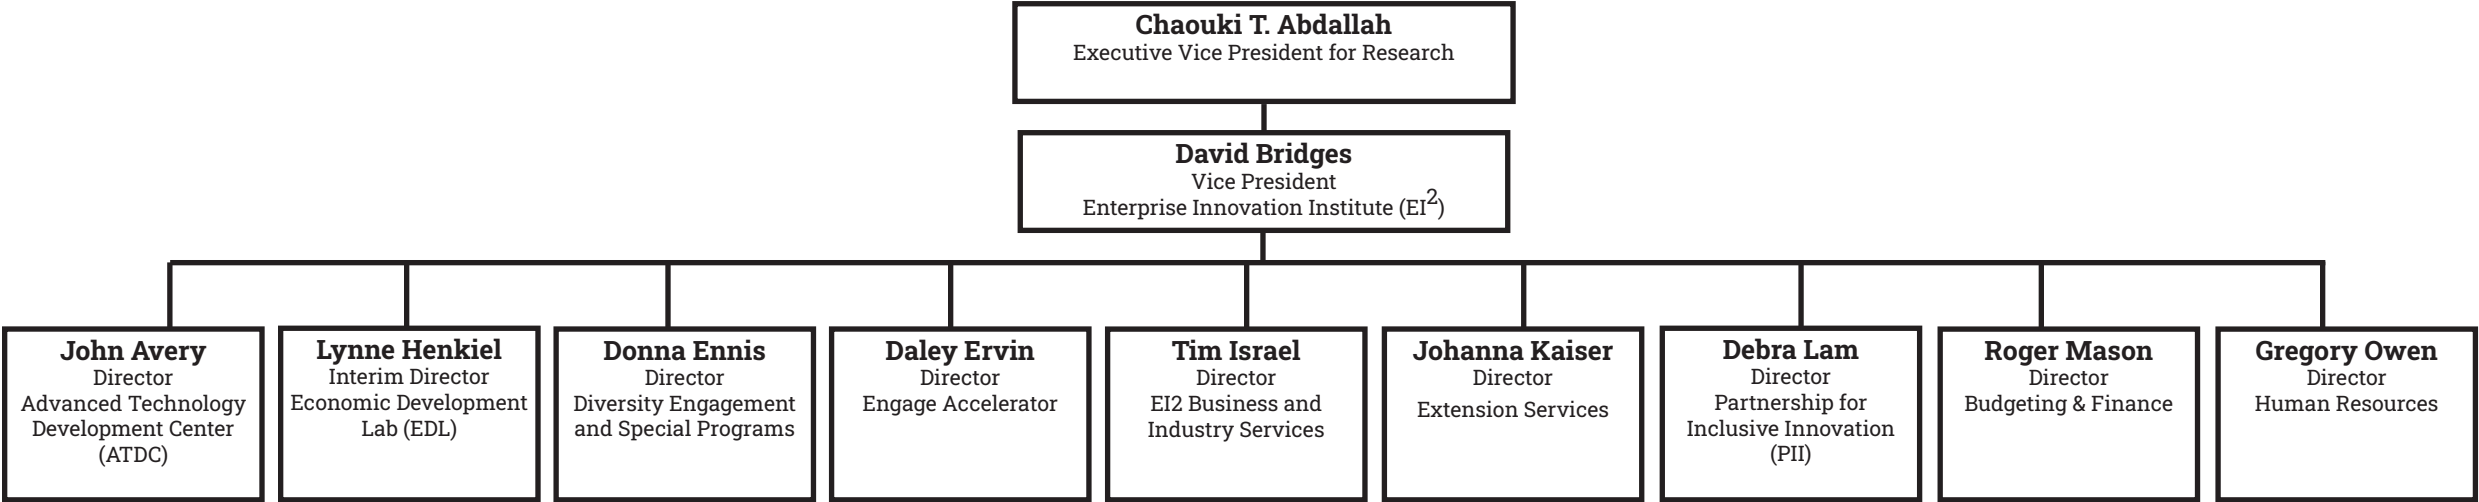 Chaouki T. Abdallah
Executive Vice President for Research
David Bridges
Vice President
Enterprise Innovation Institute (EI²)
John Avery
Director
Advanced Technology
Development Center
(ATDC)
Lynne Henkiel
Interim Director
Economic Development
Lab (EDL)
Donna Ennis
Director
Diversity Engagement
and Special Programs
Daley Ervin
Director
Engage Accelerator
Tim Israel
Director
EI2 Business and
Industry Services
Johanna Kaiser
Director
Extension Services
Debra Lam
Director
Partnership for
Inclusive Innovation
(PII)
Roger Mason
Director
Budgeting & Finance
Gregory Owen
Director
Human Resources